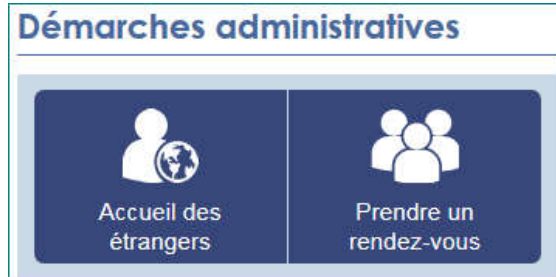 Démarches administratives
Accueil des
étrangers
Prendre un
rendez-vous